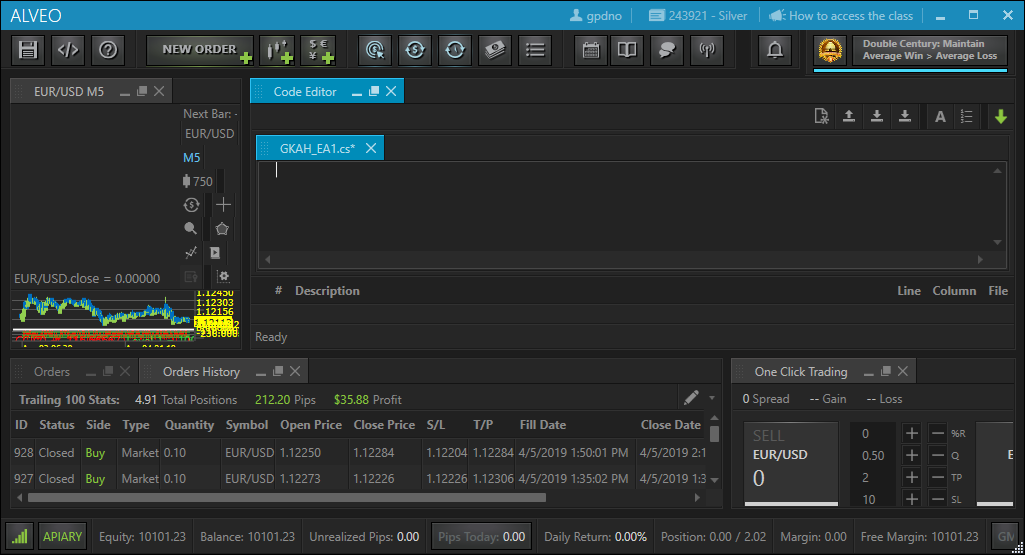 ALVEO
gpdno
243921 - Silver
How to access the class
NEW ORDER
Double Century: Maintain
Average Win > Average Loss
EUR/USD M5
Next Bar: -
EUR/USD
M5
750
EUR/USD.close = 0.00000
1.12450
1.12303
1.12156
Code Editor
GKAH_EA1.cs*
# Description Line Column File
Ready
Orders
Orders History
Trailing 100 Stats: 4.91 Total Positions 212.20 Pips $35.88 Profit
ID Status Side Type Quantity Symbol Open Price Close Price S/L T/P Fill Date Close Date
928 Closed Buy Market 0.10 EUR/USD 1.12250 1.12284 1.12204 1.12284 4/5/2019 1:50:01 PM 4/5/2019 2:1
927 Closed Buy Market 0.10 EUR/USD 1.12273 1.12226 1.12226 1.12306 4/5/2019 1:35:02 PM 4/5/2019 1:3
One Click Trading
0 Spread -- Gain -- Loss
SELL
EUR/USD
0
0 + − %R
0.50 + − Q
2 + − TP
10 + − SL
APIARY
Equity: 10101.23
Balance: 10101.23
Unrealized Pips: 0.00
Pips Today: 0.00
Daily Return: 0.00%
Position: 0.00 / 2.02
Margin: 0.00
Free Margin: 10101.23